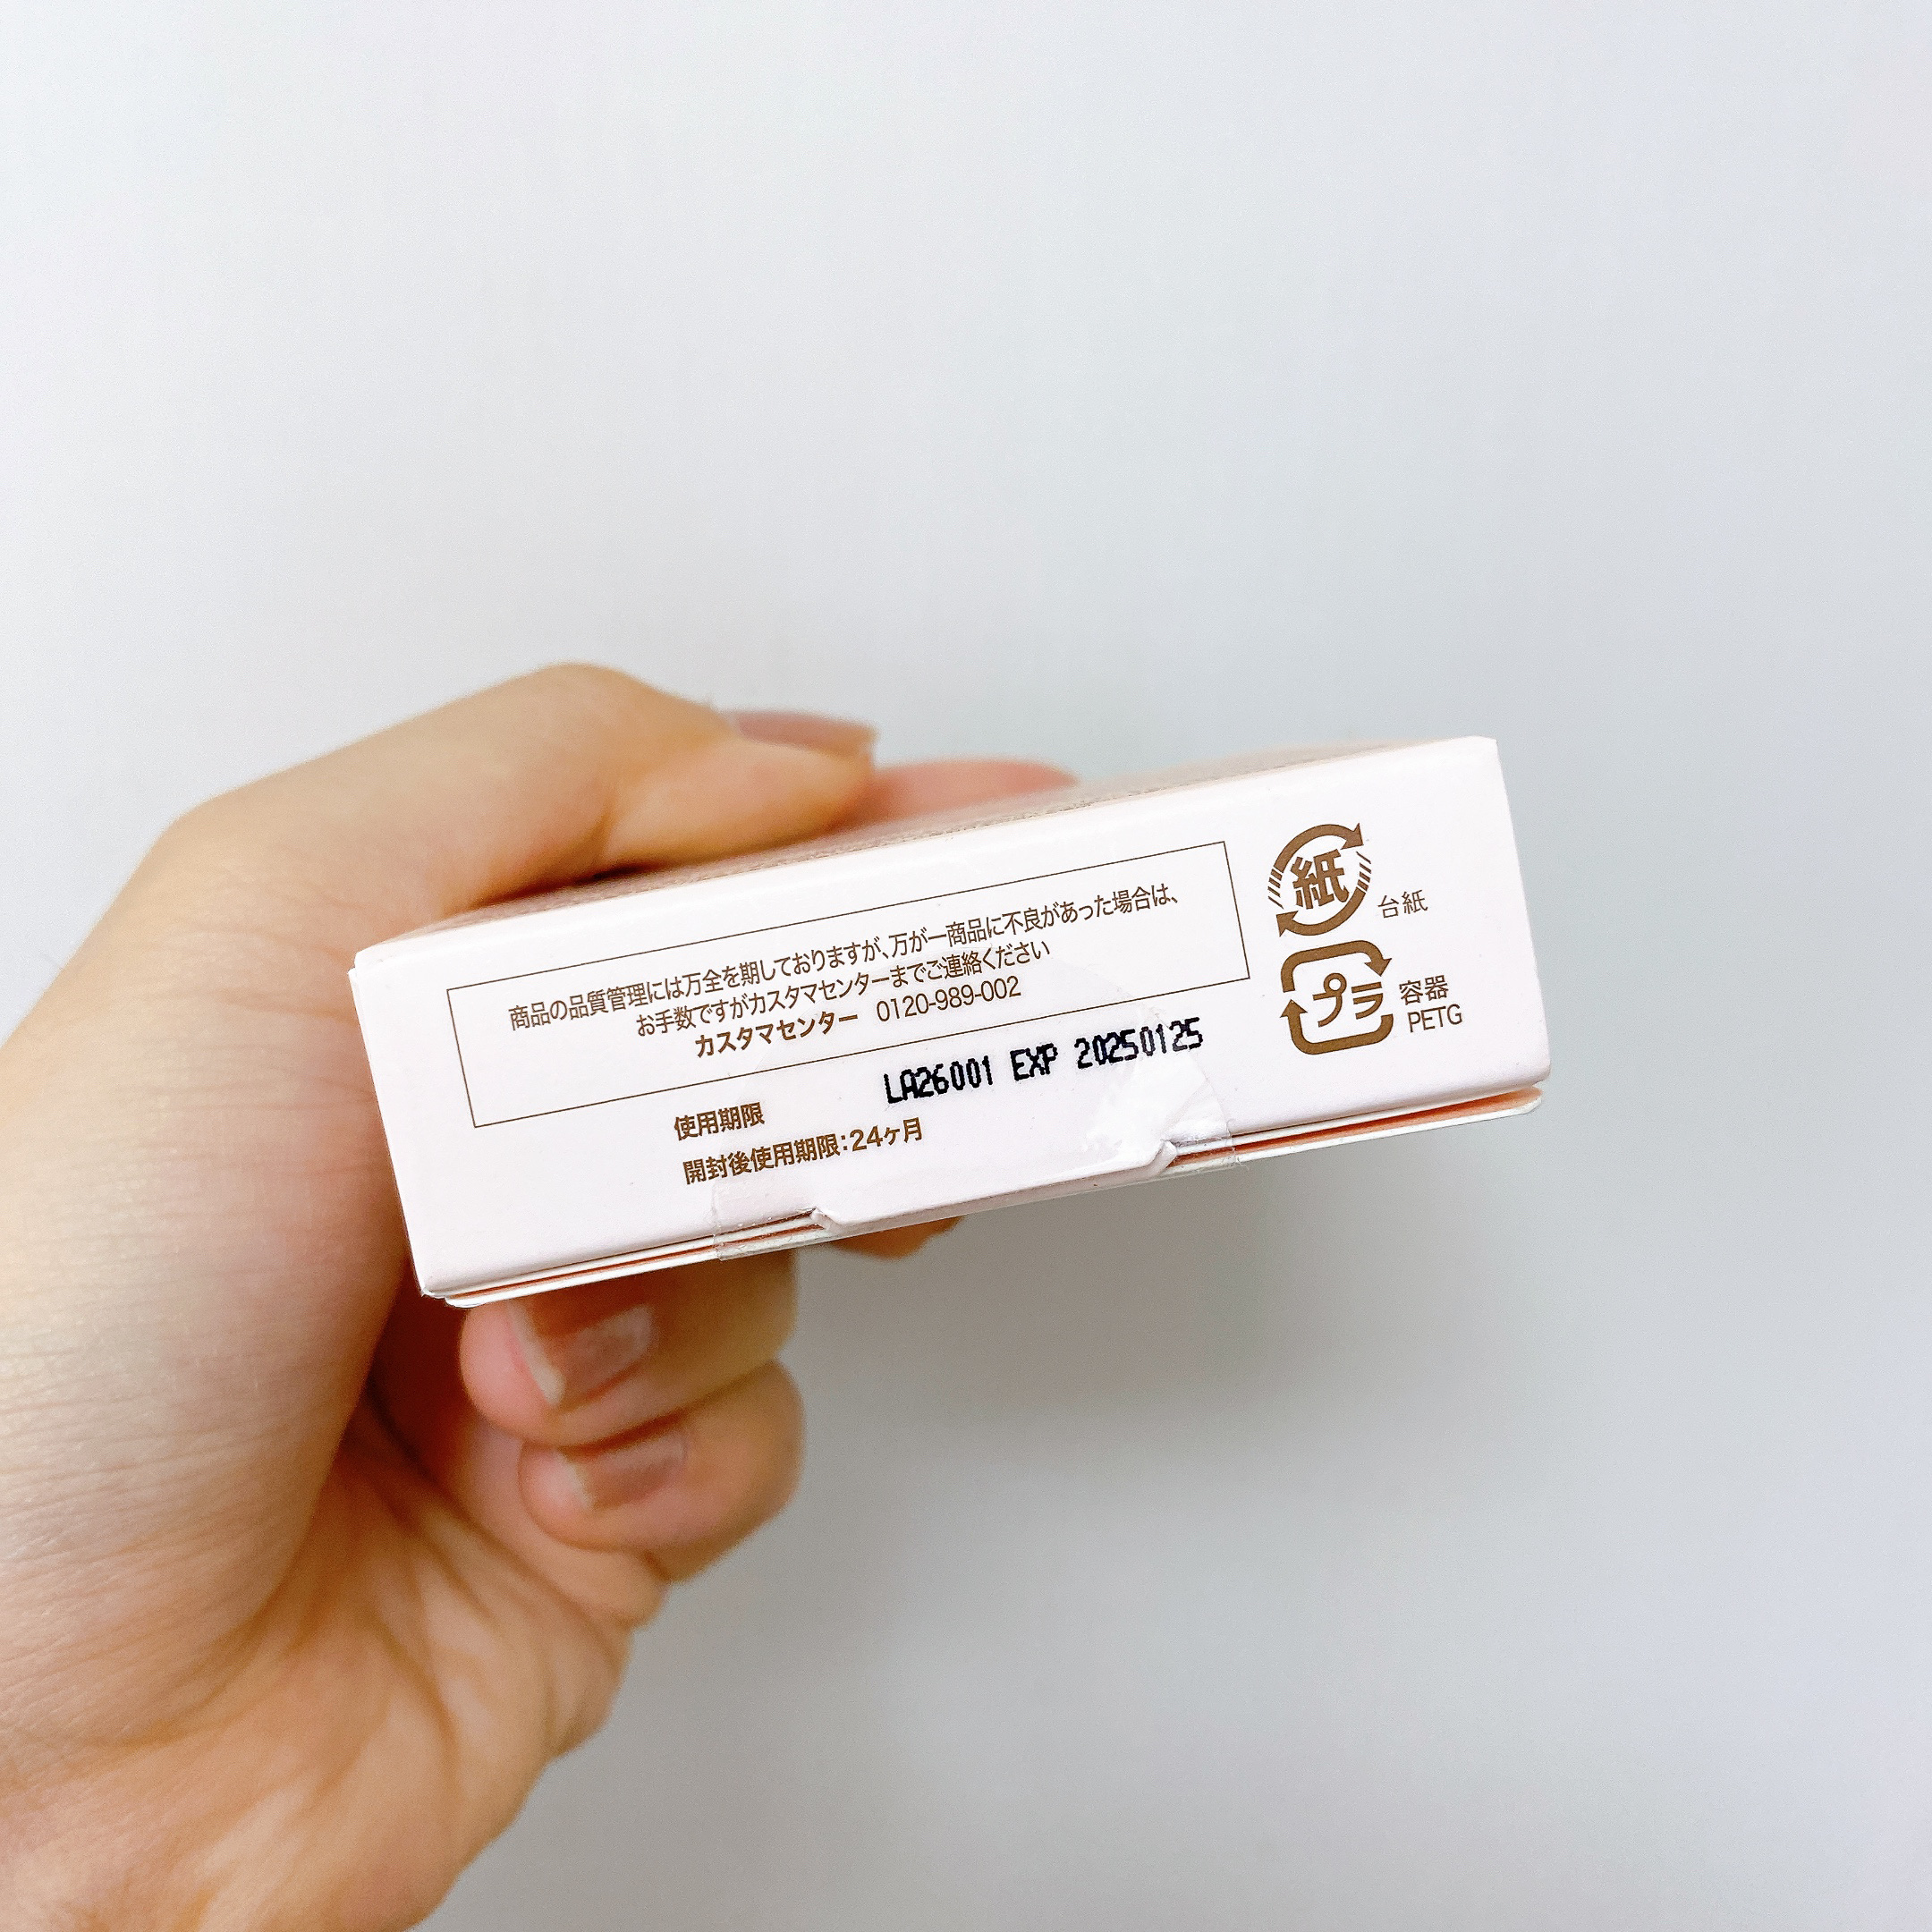 商品の品質管理には万全を期しておりますが、万が一商品に不良があった場合は、
お手数ですがカスタマセンターまでご連絡ください
カスタマセンター 0120-989-002
使用期限 LA26001 EXP 20250125
開封後使用期限：24ヶ月
紙 台紙
プラ 容器
PETG